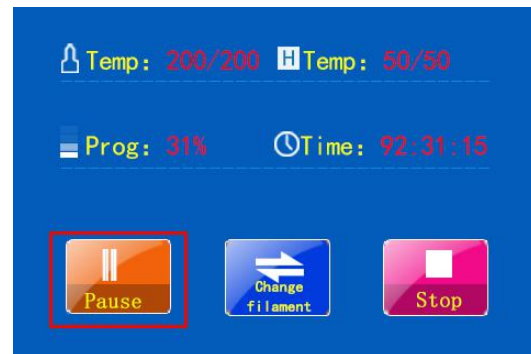 Temp: 200/200 H Temp: 50/50
Prog: 31% Time: 92:31:15
Pause
Change
filament
Stop